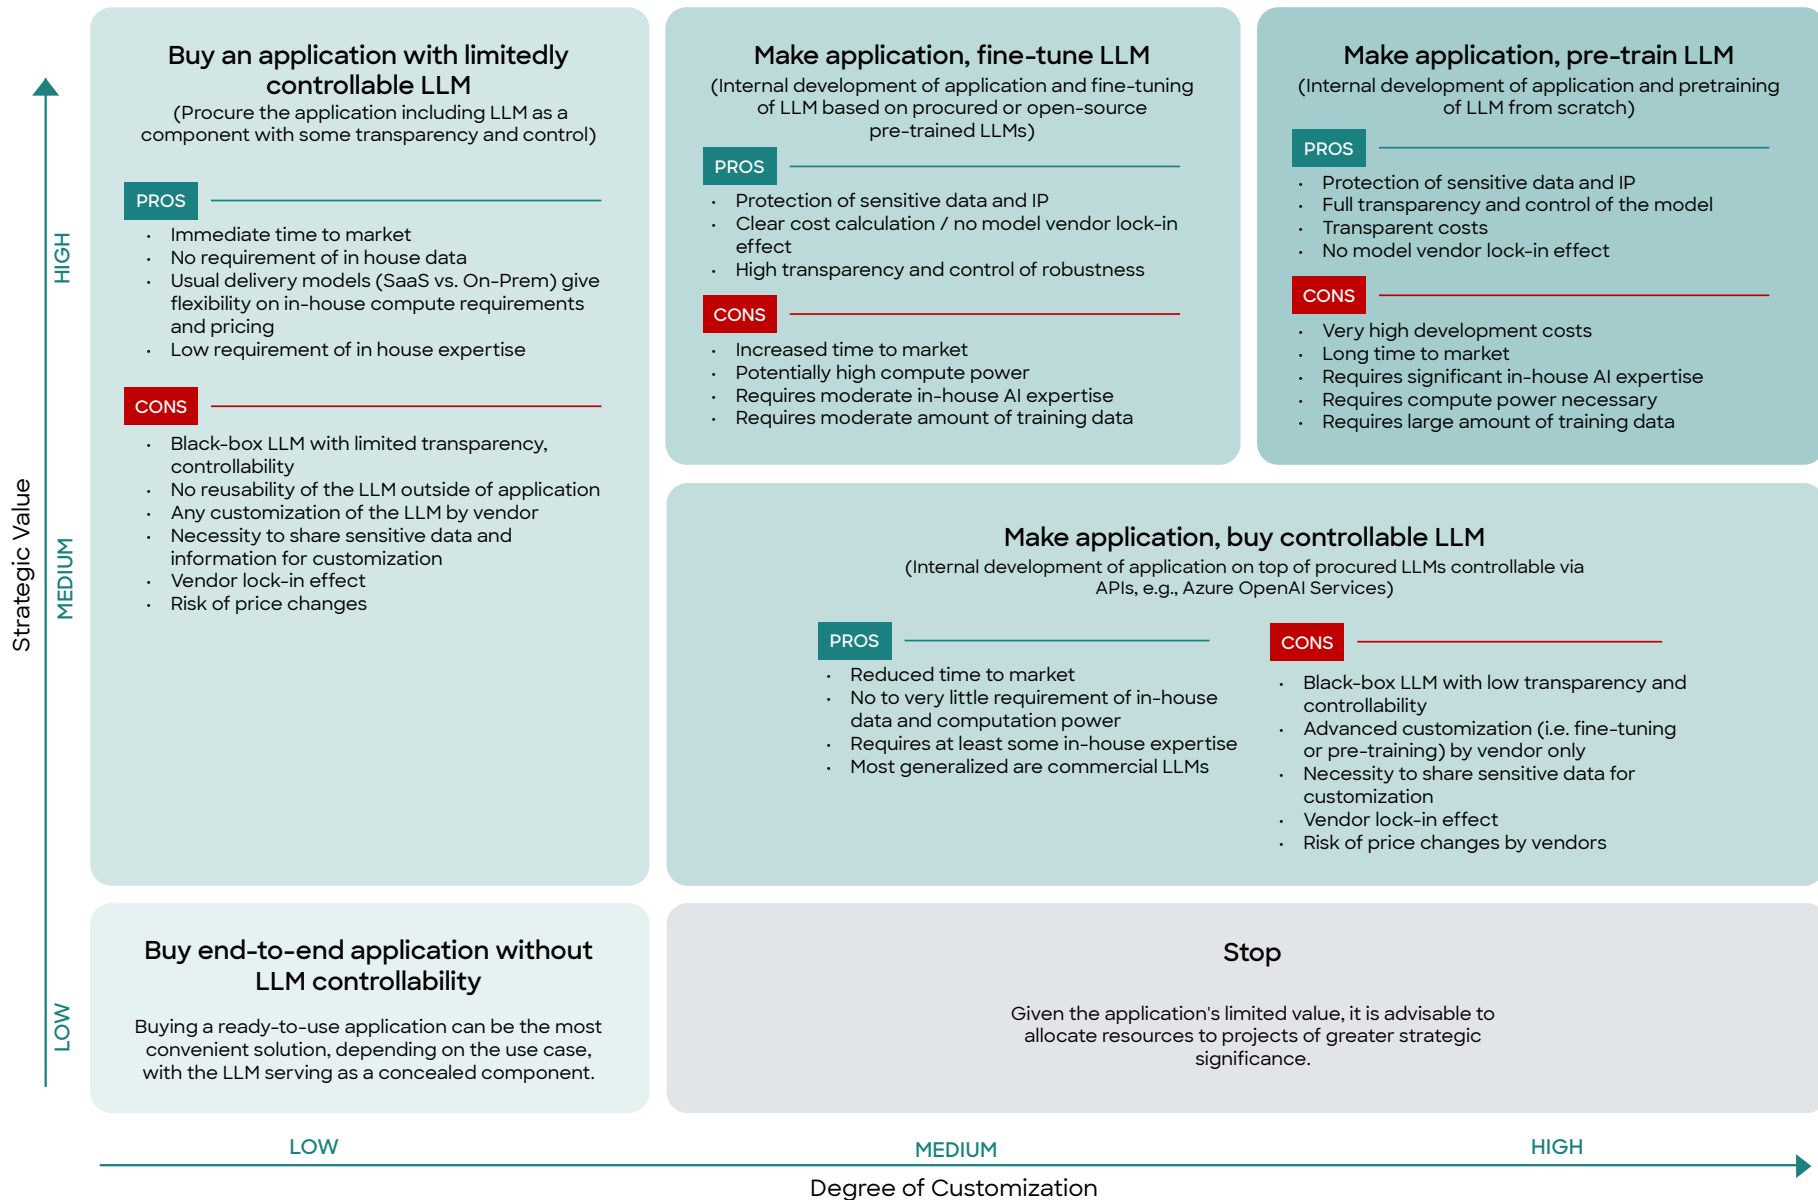 Buy an application with limitedly
controllable LLM
(Procure the application including LLM as a
component with some transparency and control)
PROS
· Immediate time to market
· No requirement of in house data
· Usual delivery models (SaaS vs. On-Prem) give
flexibility on in-house compute requirements
and pricing
· Low requirement of in house expertise
CONS
· Black-box LLM with limited transparency,
controllability
· No reusability of the LLM outside of application
· Any customization of the LLM by vendor
· Necessity to share sensitive data and
information for customization
· Vendor lock-in effect
· Risk of price changes
Make application, fine-tune LLM
(Internal development of application and fine-tuning
of LLM based on procured or open-source
pre-trained LLMs)
PROS
· Protection of sensitive data and IP
· Clear cost calculation / no model vendor lock-in
effect
· High transparency and control of robustness
CONS
· Increased time to market
· Potentially high compute power
· Requires moderate in-house AI expertise
· Requires moderate amount of training data
Make application, pre-train LLM
(Internal development of application and pretraining
of LLM from scratch)
PROS
· Protection of sensitive data and IP
· Full transparency and control of the model
· Transparent costs
· No model vendor lock-in effect
CONS
· Very high development costs
· Long time to market
· Requires significant in-house AI expertise
· Requires compute power necessary
· Requires large amount of training data
Make application, buy controllable LLM
(Internal development of application on top of procured LLMs controllable via
APIs, e.g., Azure OpenAI Services)
PROS
· Reduced time to market
· No to very little requirement of in-house
data and computation power
· Requires at least some in-house expertise
· Most generalized are commercial LLMs
CONS
· Black-box LLM with low transparency and
controllability
· Advanced customization (i.e. fine-tuning
or pre-training) by vendor only
· Necessity to share sensitive data for
customization
· Vendor lock-in effect
· Risk of price changes by vendors
Buy end-to-end application without
LLM controllability
Buying a ready-to-use application can be the most
convenient solution, depending on the use case,
with the LLM serving as a concealed component.
Stop
Given the application's limited value, it is advisable to
allocate resources to projects of greater strategic
significance.
Strategic Value
HIGH
MEDIUM
LOW
LOW
MEDIUM
HIGH
Degree of Customization